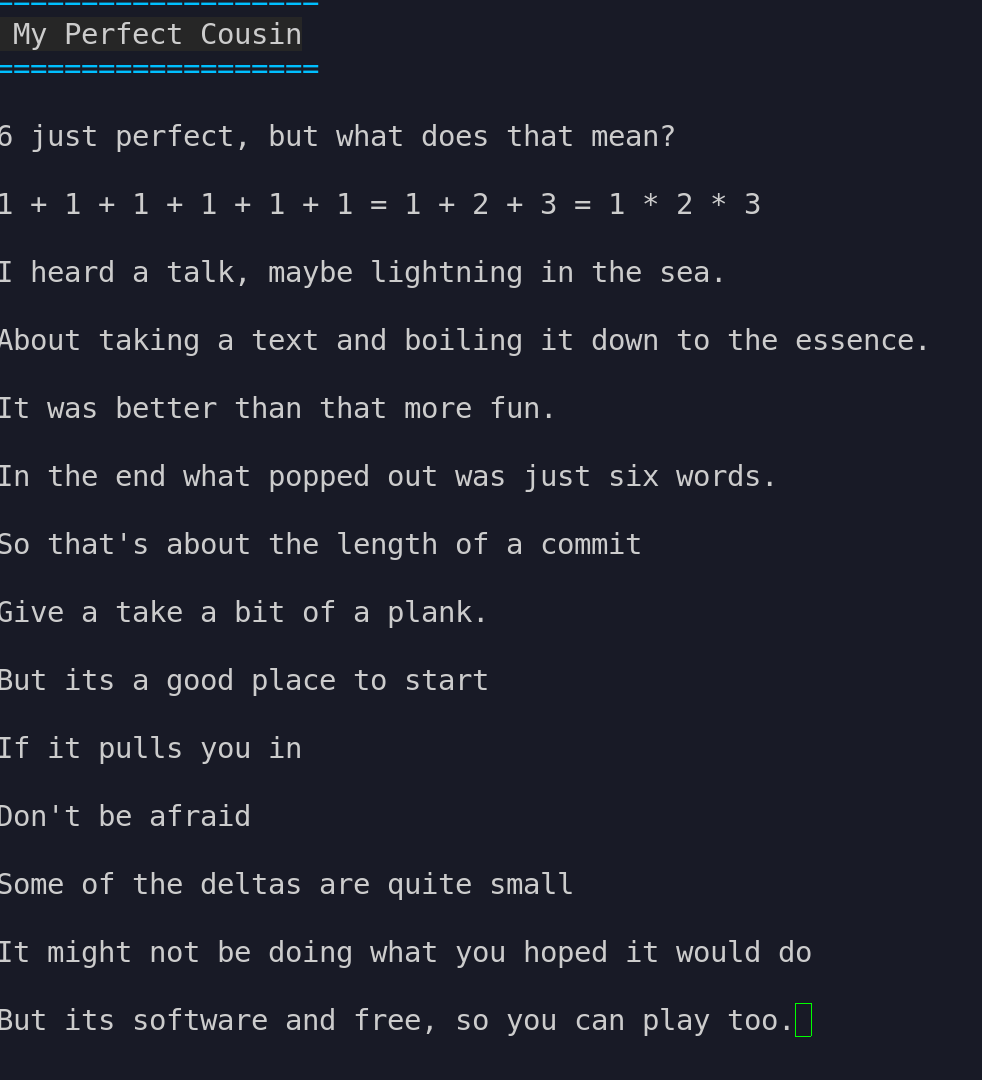 ===================
My Perfect Cousin
===================
6 just perfect, but what does that mean?
1 + 1 + 1 + 1 + 1 + 1 = 1 + 2 + 3 = 1 * 2 * 3
I heard a talk, maybe lightning in the sea.
About taking a text and boiling it down to the essence.
It was better than that more fun.
In the end what popped out was just six words.
So that's about the length of a commit
Give a take a bit of a plank.
But its a good place to start
If it pulls you in
Don't be afraid
Some of the deltas are quite small
It might not be doing what you hoped it would do
But its software and free, so you can play too.